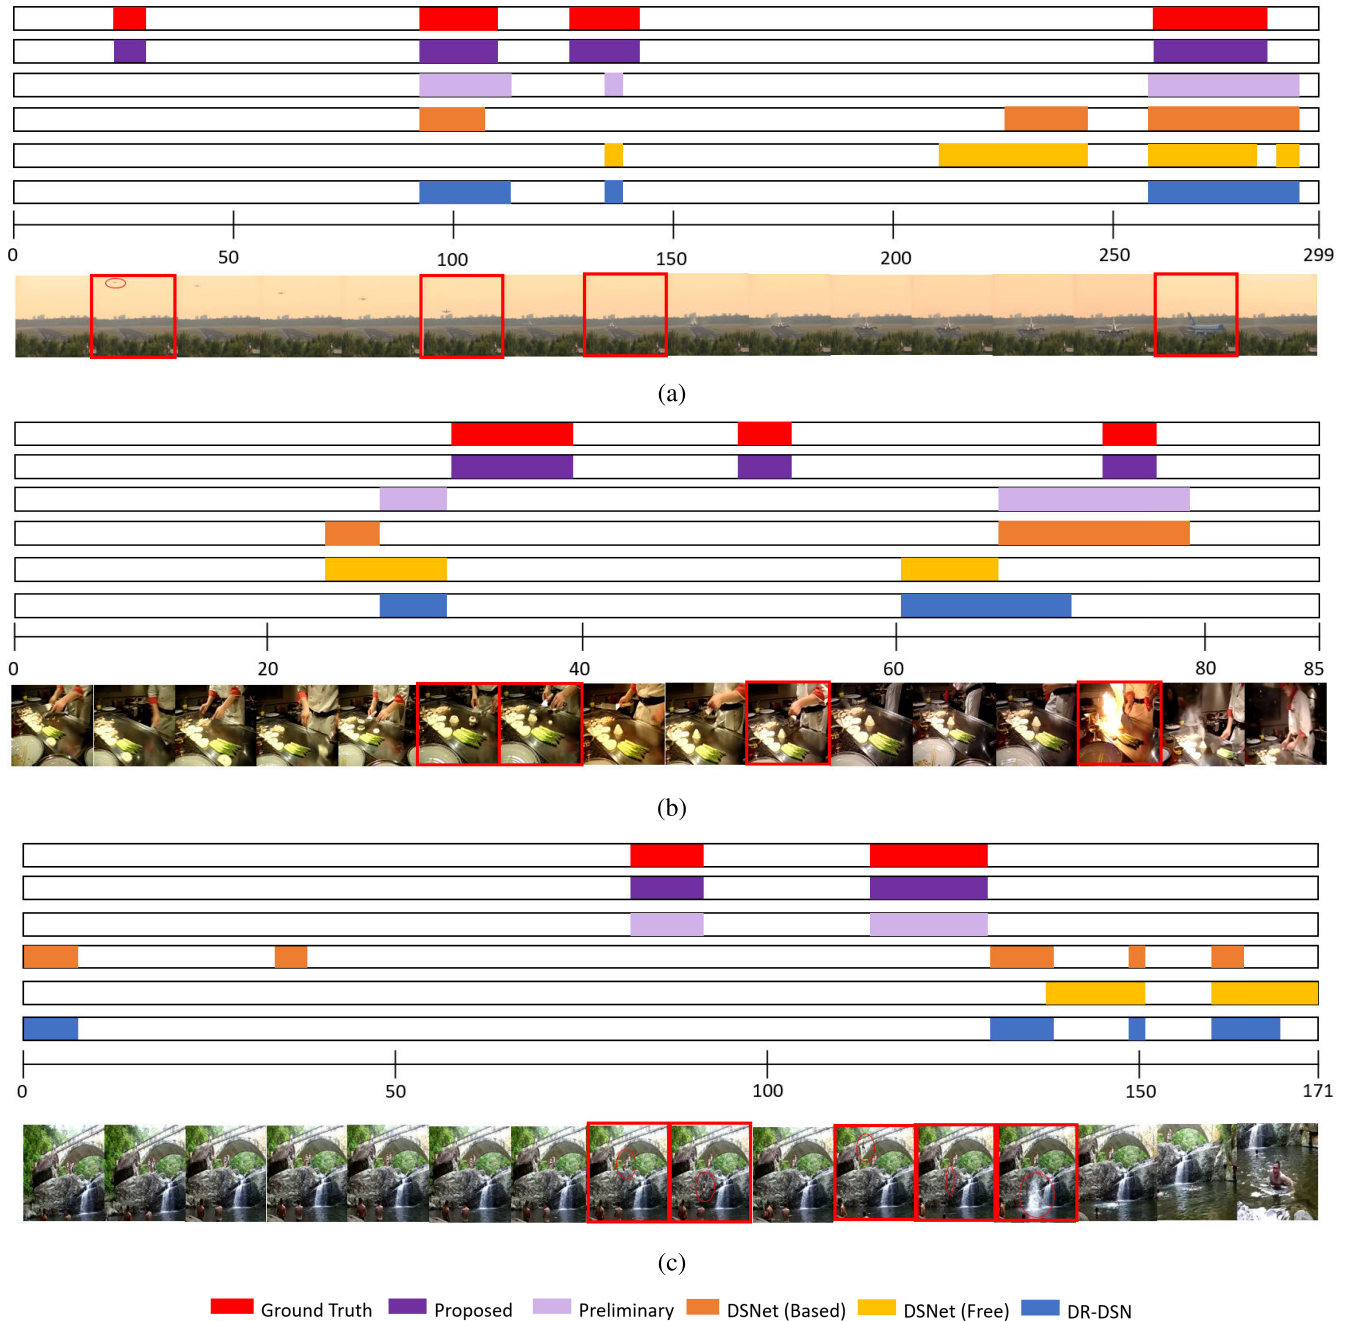 0 50 100 150 200 250 299
(a)
0 20 40 60 80 85
(b)
0 50 100 150 171
(c)
Ground Truth Proposed Preliminary DSNet (Based) DSNet (Free) DR-DSN